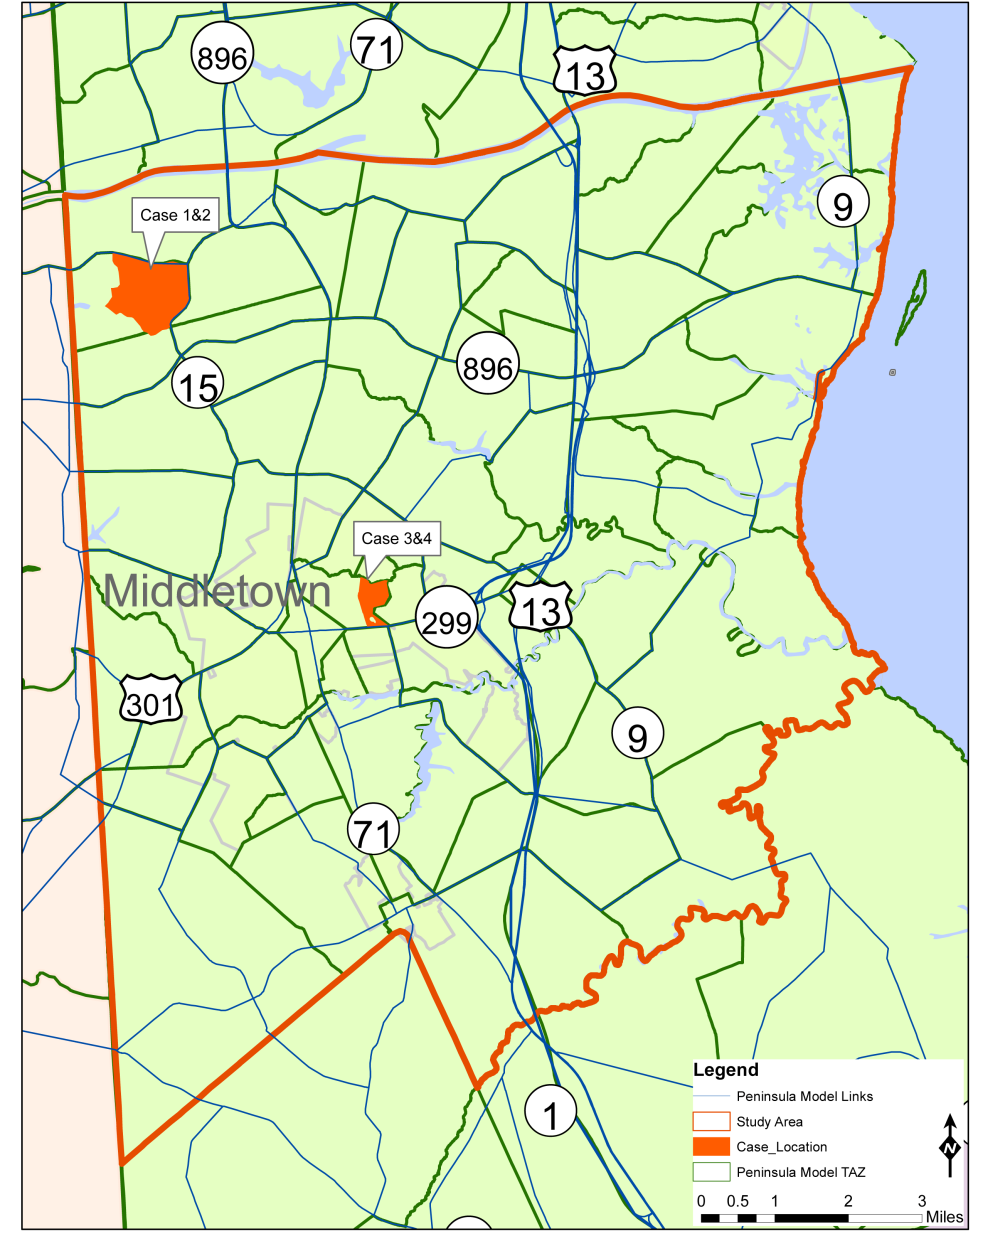 896
71
13
9
Case 1&2
896
15
Case 3&4
Middletown
299
13
301
9
71
1
Legend
Peninsula Model Links
Study Area
Case_Location
Peninsula Model TAZ
N
0 0.5 1 2 3
Miles